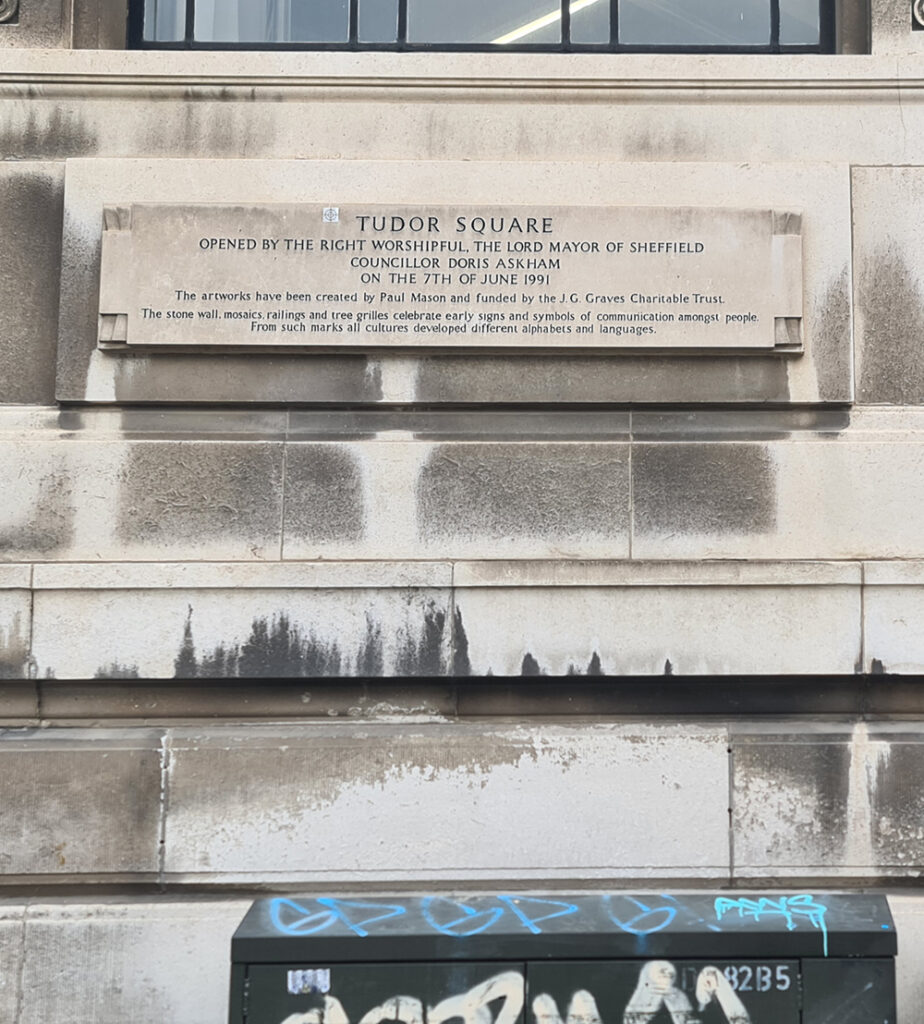 TUDOR SQUARE
OPENED BY THE RIGHT WORSHIPFUL, THE LORD MAYOR OF SHEFFIELD
COUNCILLOR DORIS ASKHAM
ON THE 7TH OF JUNE 1991
The artworks have been created by Paul Mason and funded by the J.G. Graves Charitable Trust.
The stone wall, mosaics, railings and tree grilles celebrate early signs and symbols of communication amongst people.
From such marks all cultures developed different alphabets and languages.
82B5